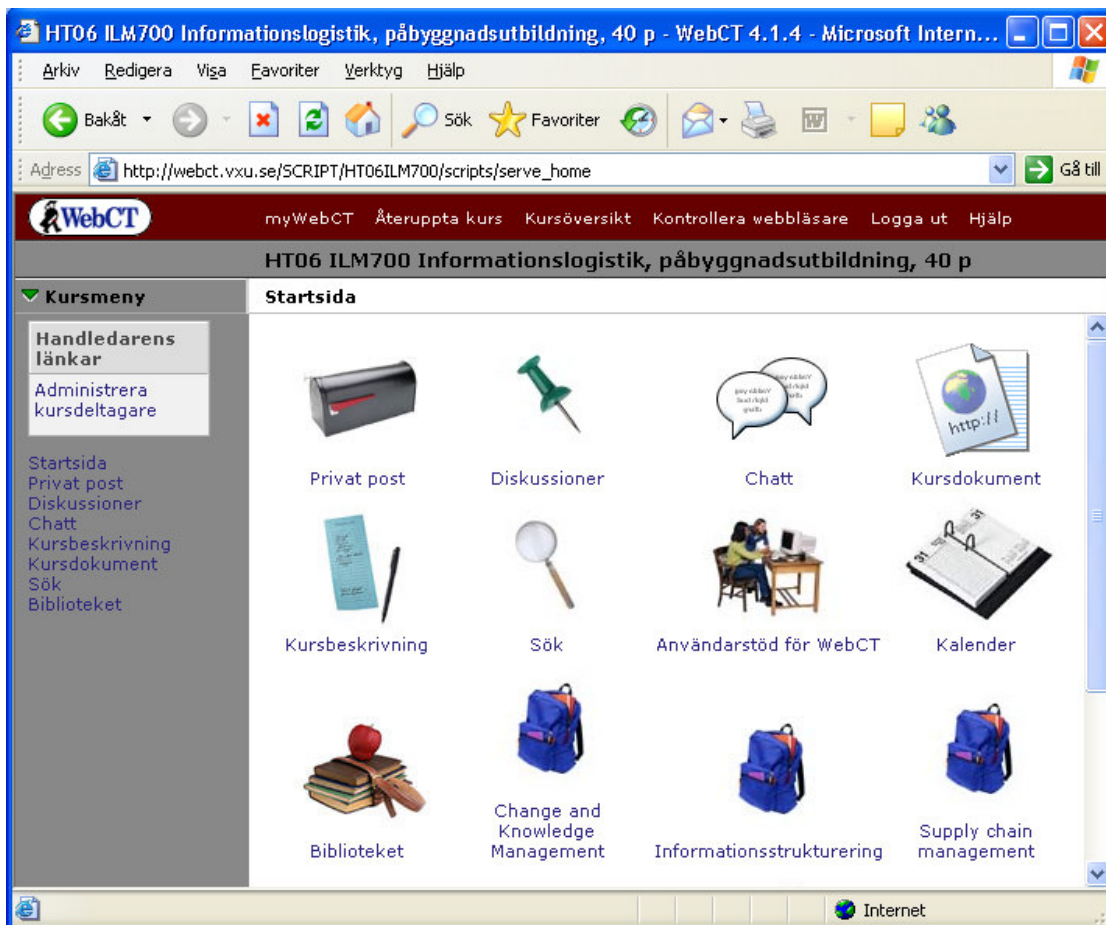 HT06 ILM700 Informationslogistik, påbyggnadsutbildning, 40 p - WebCT 4.1.4 - Microsoft Intern...
Arkiv Redigera Visa Favoriter Verktyg Hjälp
Bakåt Sök Favoriter
Adress http://webct.vxu.se/SCRIPT/HT06ILM700/scripts/serve_home Gå till
WebCT myWebCT Återuppta kurs Kursöversikt Kontrollera webbläsare Logga ut Hjälp
HT06 ILM700 Informationslogistik, påbyggnadsutbildning, 40 p
Kursmeny Startsida
Handledarens
länkar
Administrera
kursdeltagare
Startsida
Privat post
Diskussioner
Chatt
Kursbeskrivning
Kursdokument
Sök
Biblioteket
http://
Privat post Diskussioner Chatt Kursdokument
31 31
Kursbeskrivning Sök Användarstöd för WebCT Kalender
Biblioteket
Change and
Knowledge
Management
Informationsstrukturering
Supply chain
management
Internet